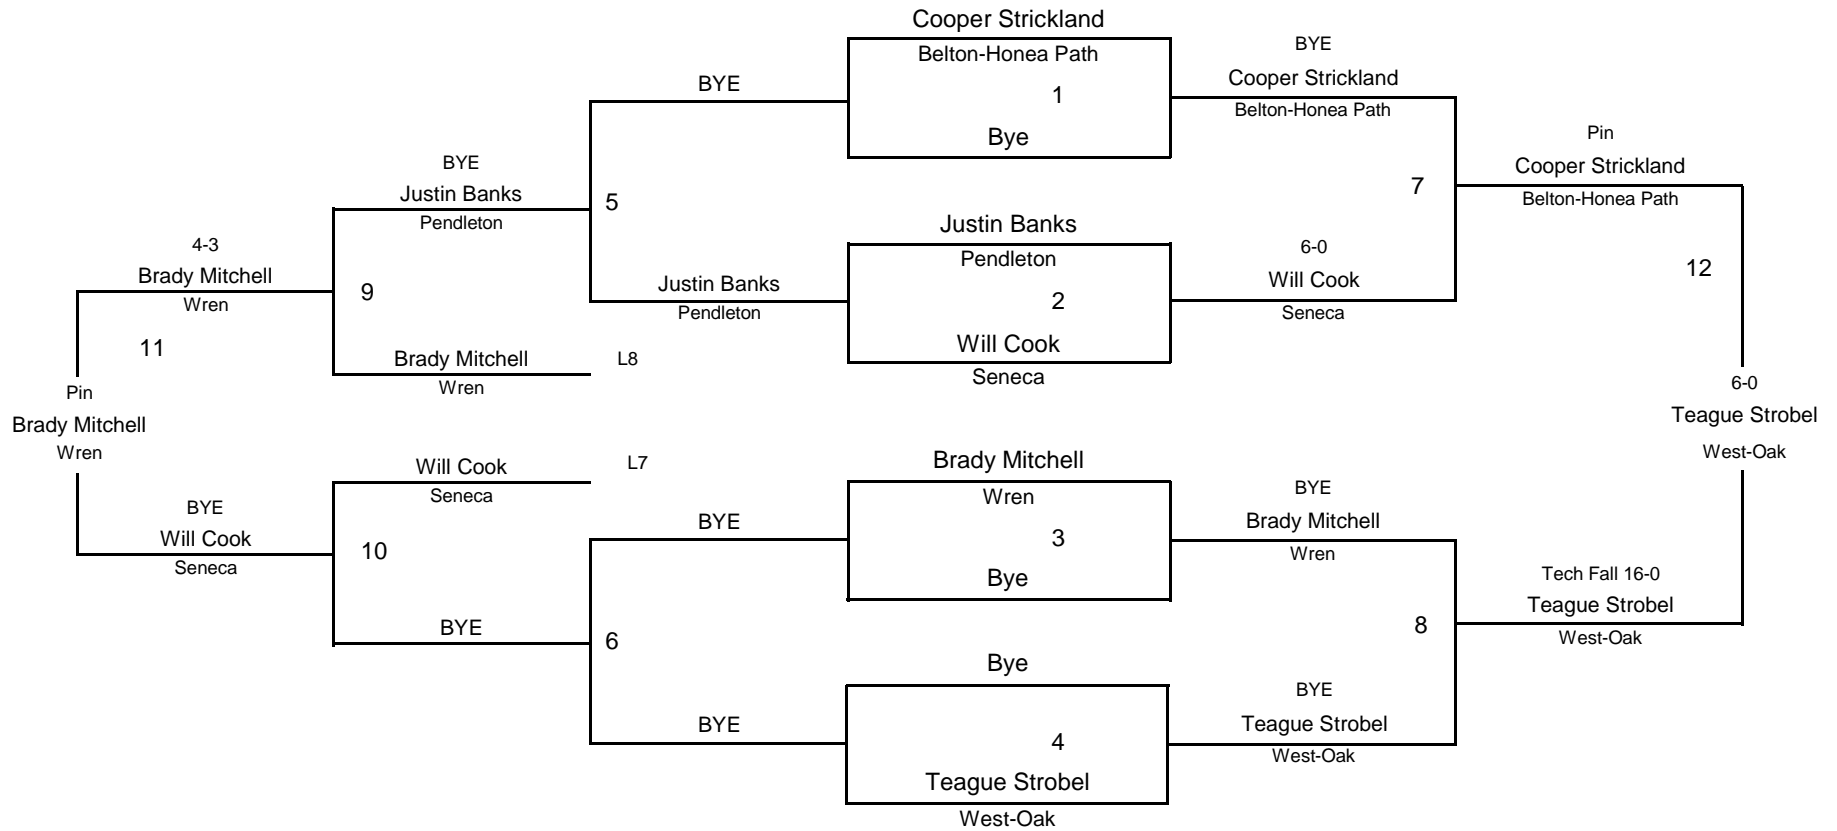 Cooper Strickland
Belton-Honea Path
1
Bye
BYE
Cooper Strickland
Belton-Honea Path
BYE
5
Justin Banks
Pendleton
Justin Banks
Pendleton
2
Will Cook
Seneca
6-0
Will Cook
Seneca
7
Pin
Cooper Strickland
Belton-Honea Path
12
BYE
Justin Banks
Pendleton
9
Brady Mitchell
Wren
L8
4-3
Brady Mitchell
Wren
11
Pin
Brady Mitchell
Wren
6-0
Teague Strobel
West-Oak
Will Cook
Seneca
L7
BYE
Will Cook
Seneca
10
BYE
BYE
6
BYE
Brady Mitchell
Wren
3
Bye
BYE
Brady Mitchell
Wren
8
Bye
4
Teague Strobel
West-Oak
BYE
Teague Strobel
West-Oak
Tech Fall 16-0
Teague Strobel
West-Oak